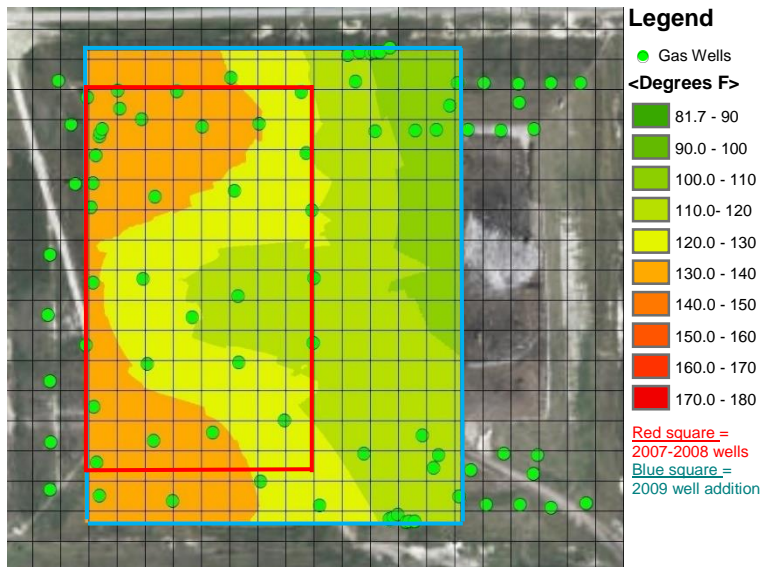 Legend
Gas Wells
<Degrees F>
81.7 - 90
90.0 - 100
100.0 - 110
110.0- 120
120.0 - 130
130.0 - 140
140.0 - 150
150.0 - 160
160.0 - 170
170.0 - 180
Red square =
2007-2008 wells
Blue square =
2009 well addition